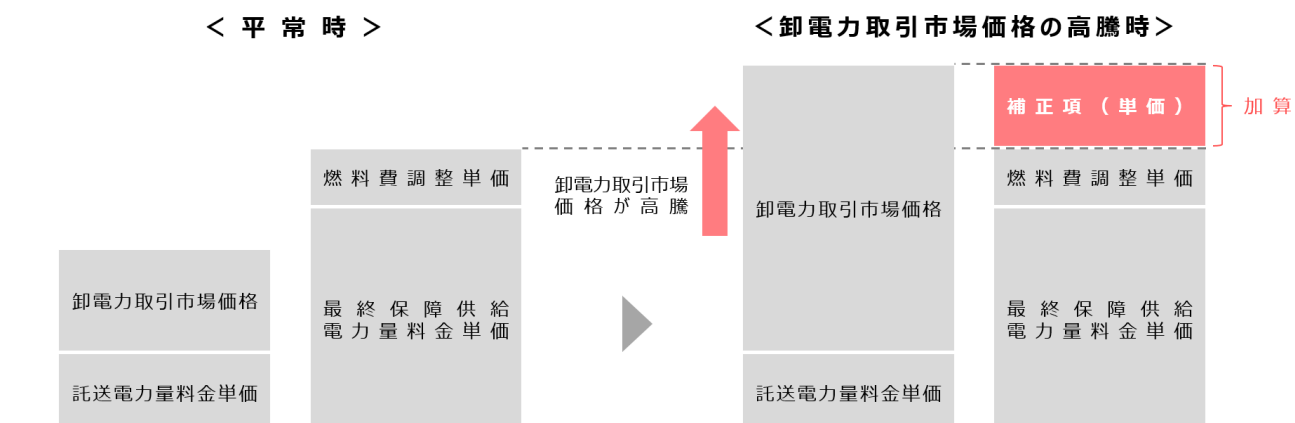 ＜平常時＞
卸電力取引市場価格
託送電力量料金単価
燃料費調整単価
最終保障供給
電力量料金単価
卸電力取引市場
価格が高騰
＜卸電力取引市場価格の高騰時＞
卸電力取引市場価格
託送電力量料金単価
補正項（単価）
加算
燃料費調整単価
最終保障供給
電力量料金単価